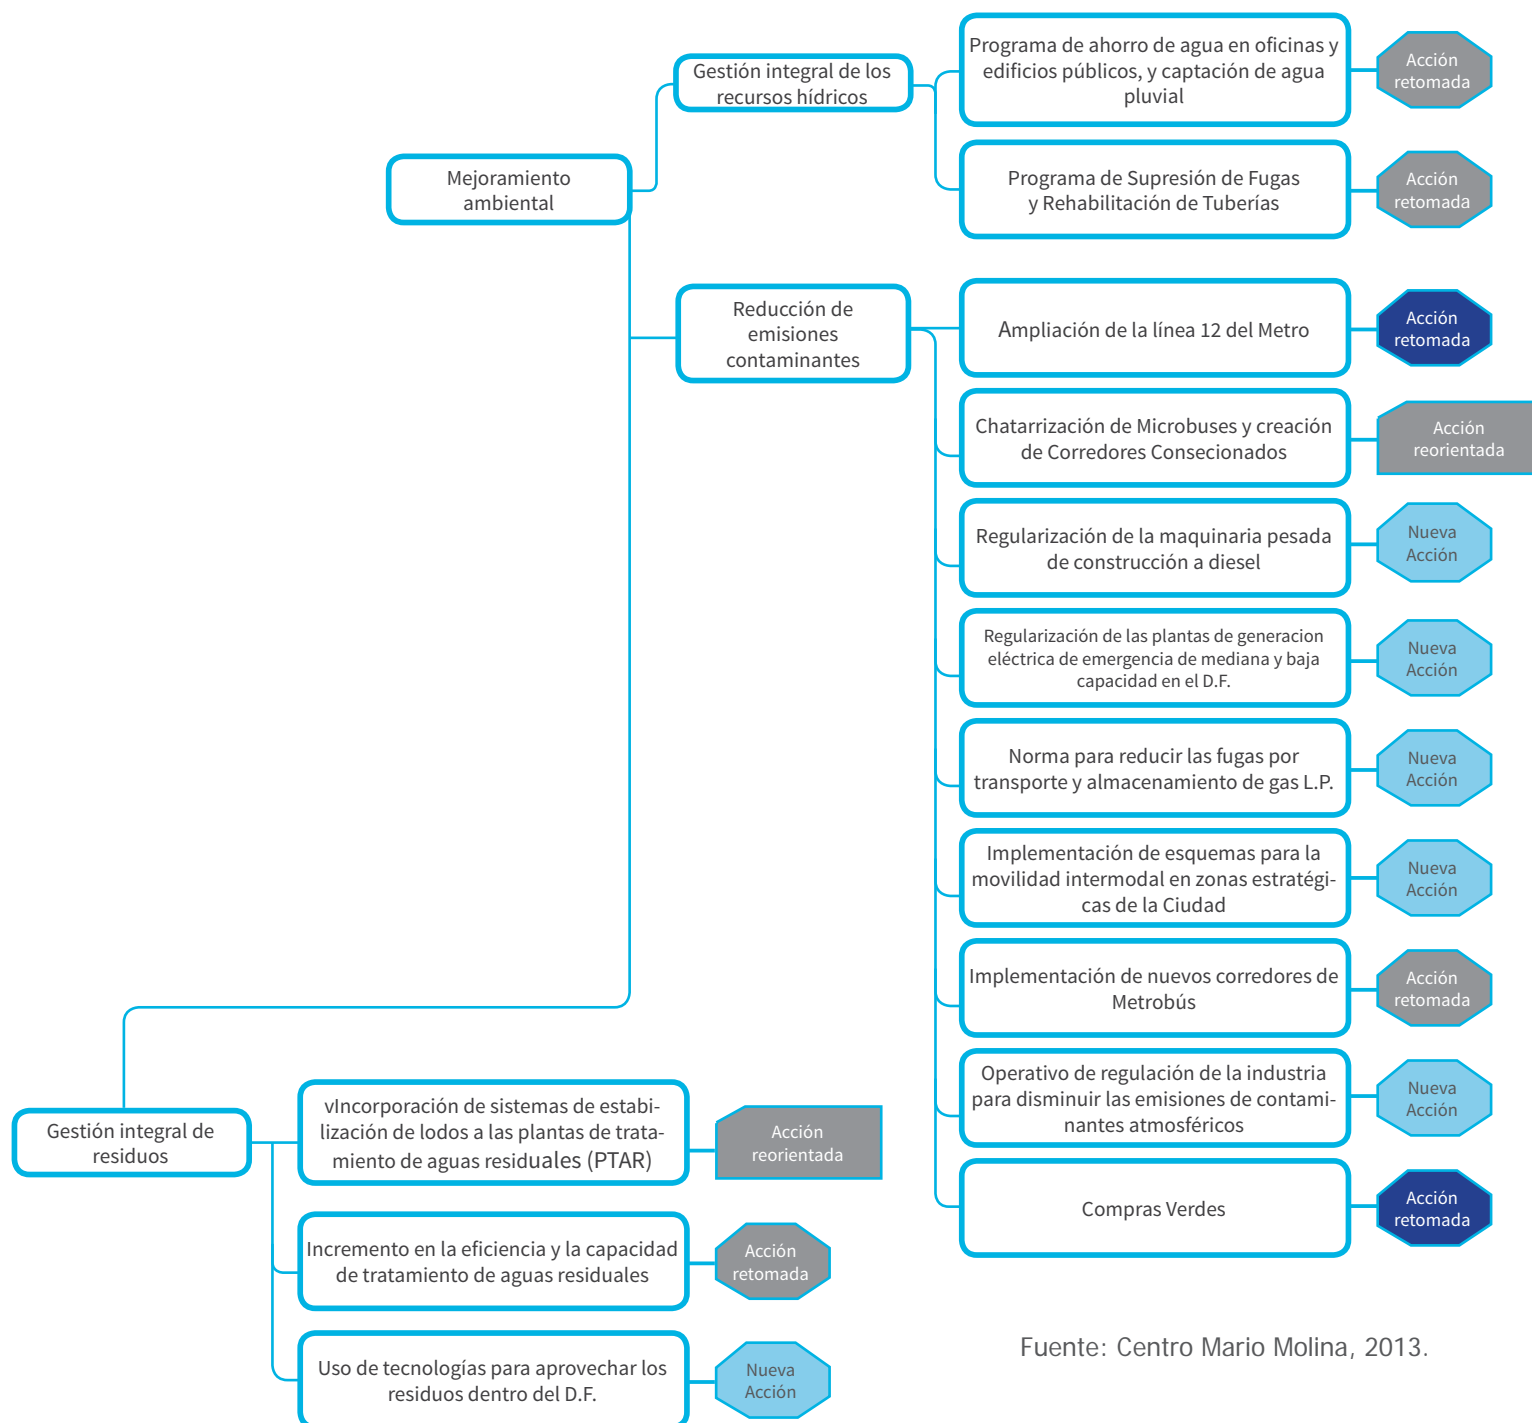 Mejoramiento
ambiental
Gestión integral de los
recursos hídricos
Programa de ahorro de agua en oficinas y
edificios públicos, y captación de agua
pluvial
Acción
retomada
Programa de Supresión de Fugas
y Rehabilitación de Tuberías
Acción
retomada
Reducción de
emisiones
contaminantes
Ampliación de la línea 12 del Metro
Acción
retomada
Chatarrización de Microbuses y creación
de Corredores Consecionados
Acción
reorientada
Regularización de la maquinaria pesada
de construcción a diesel
Nueva
Acción
Regularización de las plantas de generacion
eléctrica de emergencia de mediana y baja
capacidad en el D.F.
Nueva
Acción
Norma para reducir las fugas por
transporte y almacenamiento de gas L.P.
Nueva
Acción
Implementación de esquemas para la
movilidad intermodal en zonas estratégi-
cas de la Ciudad
Nueva
Acción
Implementación de nuevos corredores de
Metrobús
Acción
retomada
Operativo de regulación de la industria
para disminuir las emisiones de contami-
nantes atmosféricos
Nueva
Acción
Compras Verdes
Acción
retomada
Gestión integral de
residuos
vIncorporación de sistemas de estabi-
lización de lodos a las plantas de trata-
miento de aguas residuales (PTAR)
Acción
reorientada
Incremento en la eficiencia y la capacidad
de tratamiento de aguas residuales
Acción
retomada
Uso de tecnologías para aprovechar los
residuos dentro del D.F.
Nueva
Acción
Fuente: Centro Mario Molina, 2013.